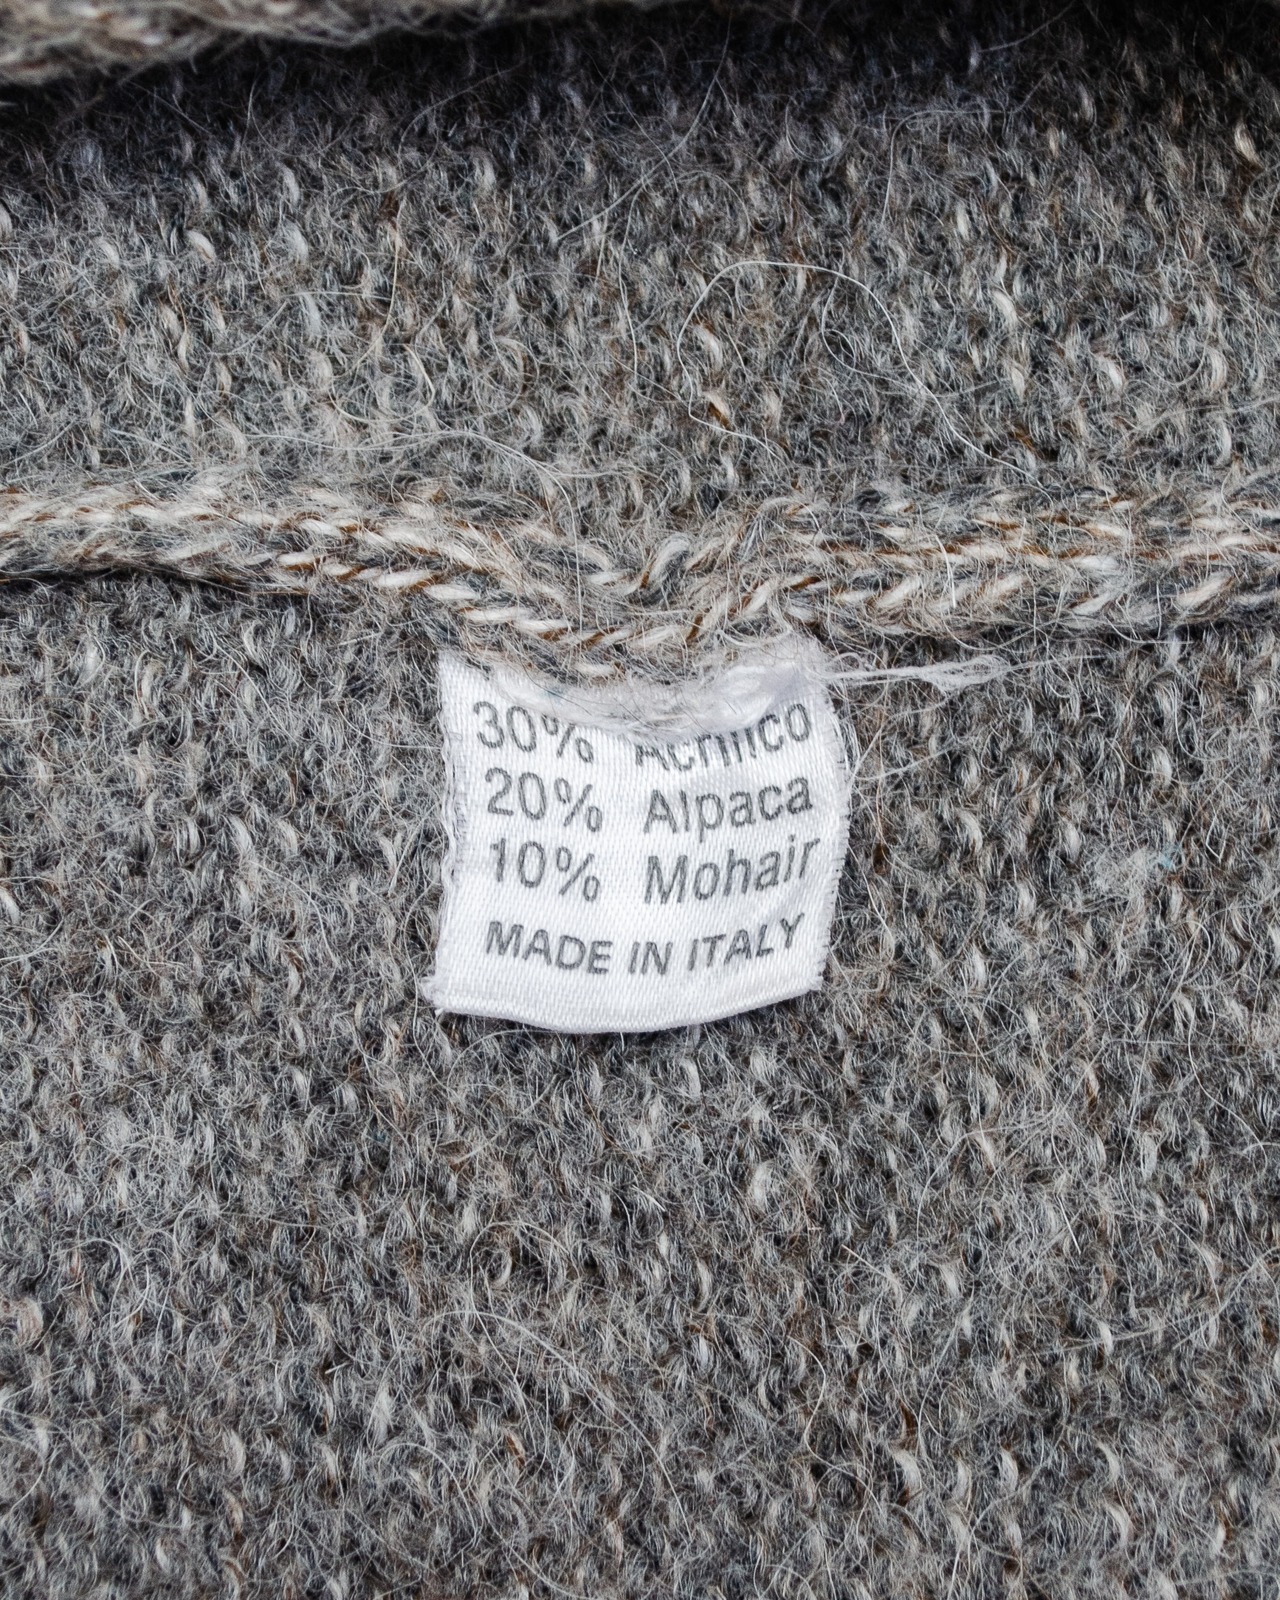 30% Acrilico
20% Alpaca
10% Mohair
MADE IN ITALY